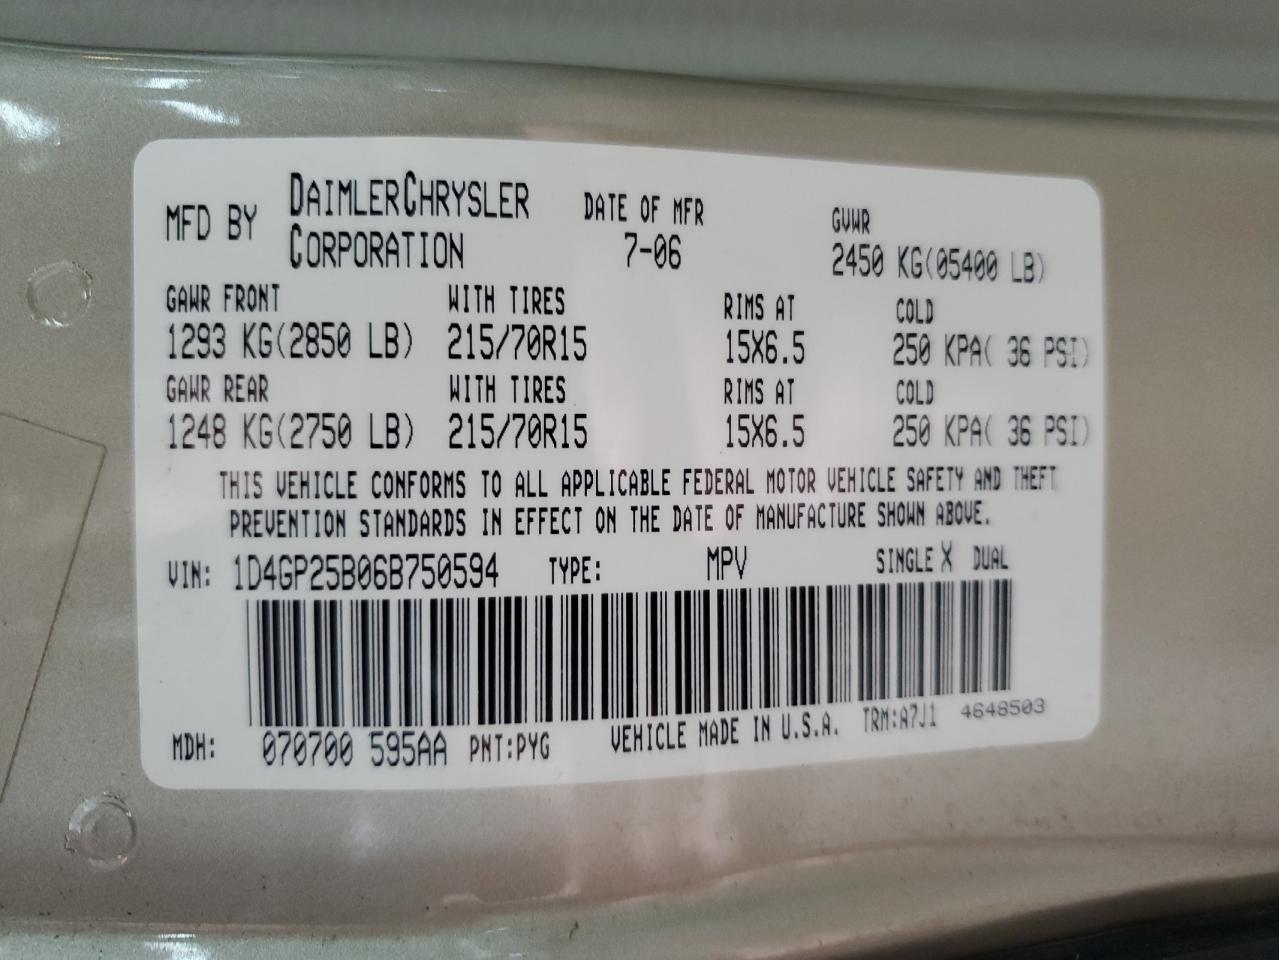 MFD BY DAIMLERCHRYSLER CORPORATION DATE OF MFR 7-06 GVWR 2450 KG(05400 LB)
GAWR FRONT WITH TIRES RIMS AT COLD
1293 KG(2850 LB) 215/70R15 15X6.5 250 KPA( 36 PSI)
GAWR REAR WITH TIRES RIMS AT COLD
1248 KG(2750 LB) 215/70R15 15X6.5 250 KPA( 36 PSI)
THIS VEHICLE CONFORMS TO ALL APPLICABLE FEDERAL MOTOR VEHICLE SAFETY AND THEFT
PREVENTION STANDARDS IN EFFECT ON THE DATE OF MANUFACTURE SHOWN ABOVE.
VIN: 1D4GP25B06B750594 TYPE: MPV SINGLE X DUAL
MDH: 070700 595AA PNT:PYG VEHICLE MADE IN U.S.A. TRM:A7J1 4648503